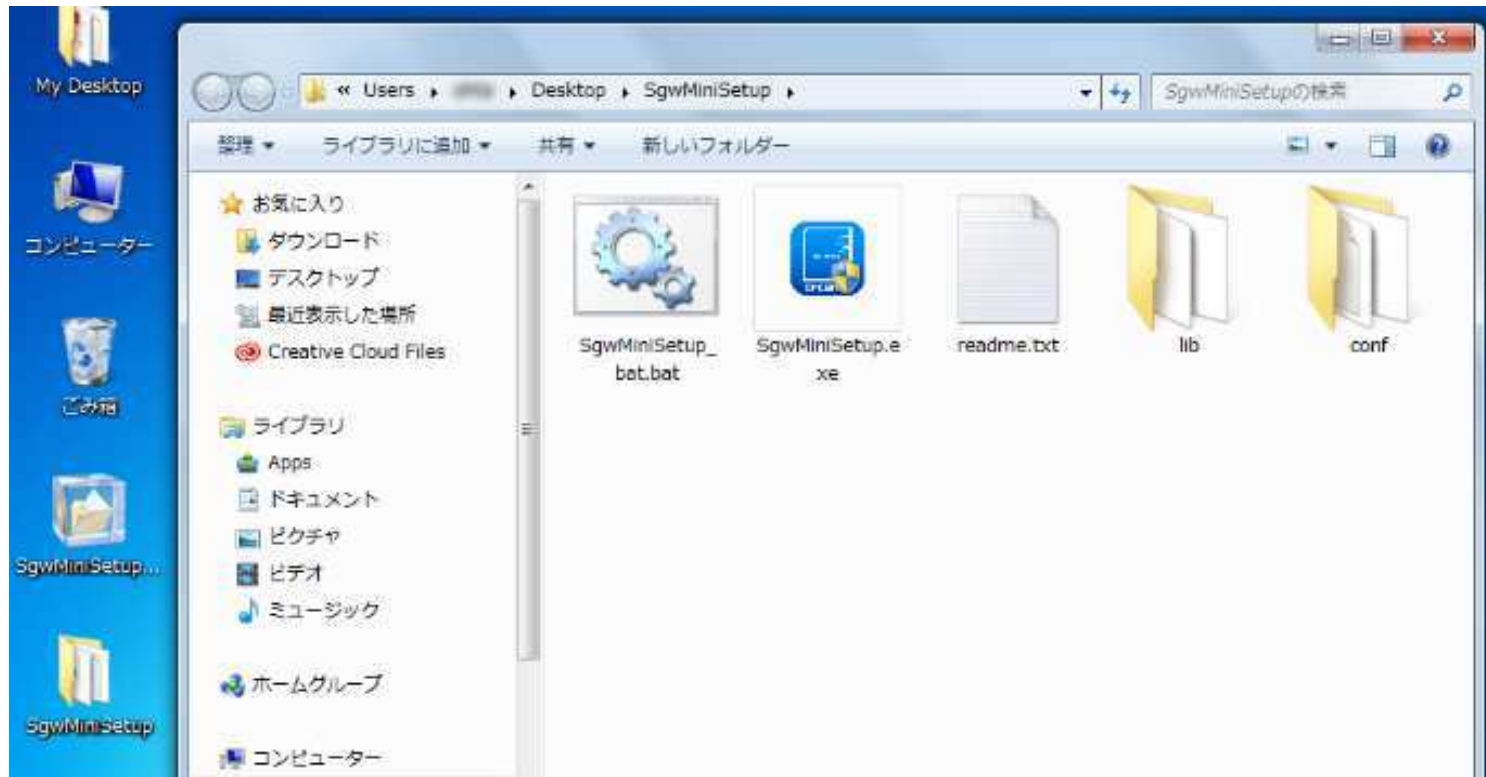 My Desktop
コンピューター
ごみ箱
SgwMiniSetup...
SgwMiniSetup
« Users ▸ ▸ Desktop ▸ SgwMiniSetup ▸
SgwMiniSetupの検索
整理 ライブラリに追加 共有 新しいフォルダー
お気に入り
ダウンロード
デスクトップ
最近表示した場所
Creative Cloud Files
ライブラリ
Apps
ドキュメント
ピクチャ
ビデオ
ミュージック
ホームグループ
コンピューター
SgwMiniSetup_
bat.bat
SgwMiniSetup.e
xe
readme.txt
lib
conf